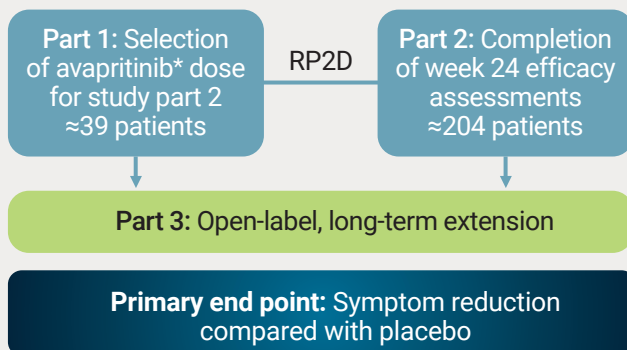 Part 1: Selection
of avapritinib* dose
for study part 2
≈39 patients
RP2D
Part 2: Completion
of week 24 efficacy
assessments
≈204 patients
Part 3: Open-label, long-term extension
Primary end point: Symptom reduction
compared with placebo